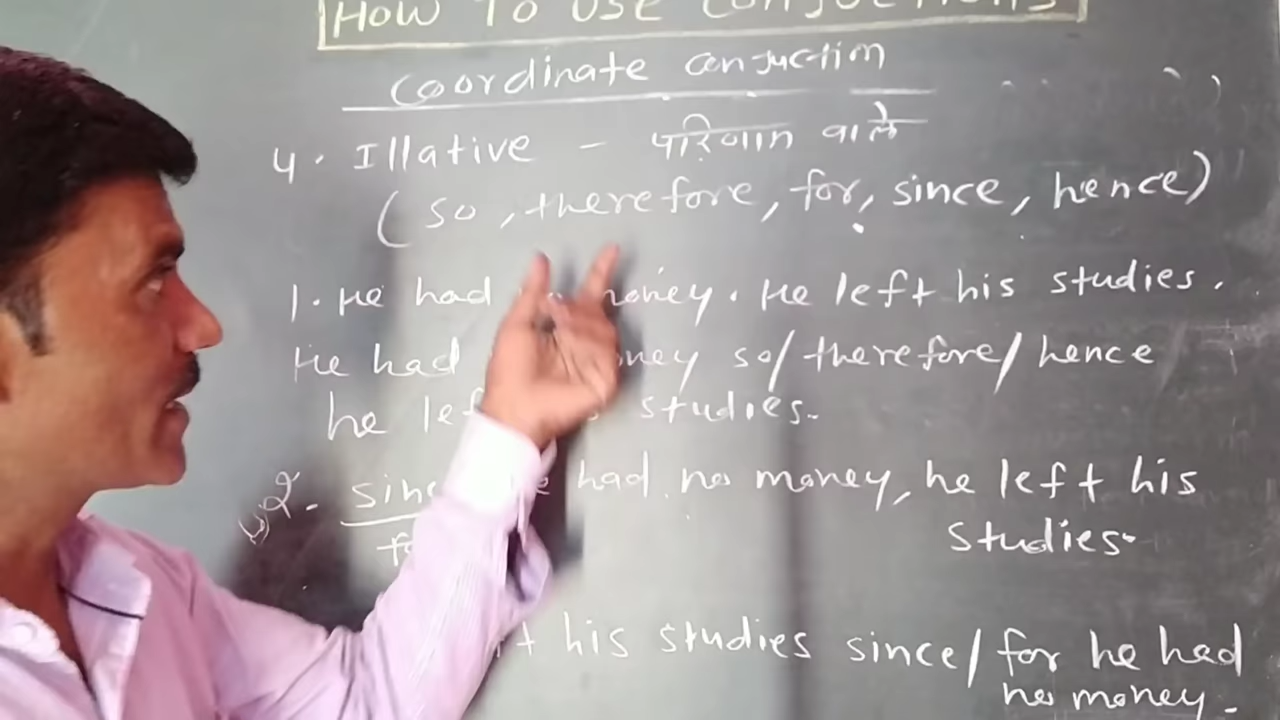 HOW TO USE CONJUCTIONS
Coordinate conjuction
4. Illative - परिणाम वाले
(so, therefore, for, since, hence)
1. He had money. He left his studies.
He had so/therefore/hence
he studies.
2. had no money, he left his
studies.
his studies since/for he had
no money.